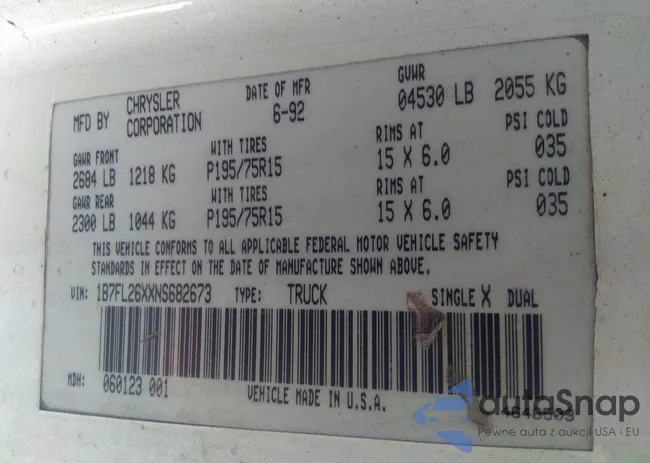 MFD BY CHRYSLER CORPORATION DATE OF MFR 6-92 GVWR 04530 LB 2055 KG
GAWR FRONT WITH TIRES RIMS AT PSI COLD
2684 LB 1218 KG P195/75R15 15 X 6.0 035
GAWR REAR WITH TIRES RIMS AT PSI COLD
2300 LB 1044 KG P195/75R15 15 X 6.0 035
THIS VEHICLE CONFORMS TO ALL APPLICABLE FEDERAL MOTOR VEHICLE SAFETY
STANDARDS IN EFFECT ON THE DATE OF MANUFACTURE SHOWN ABOVE.
VIN: 1B7FL26XXNS682673 TYPE: TRUCK SINGLE X DUAL
MDH: 060123 001 VEHICLE MADE IN U.S.A.
autoSnap
Pewne auta z aukcji USA i EU